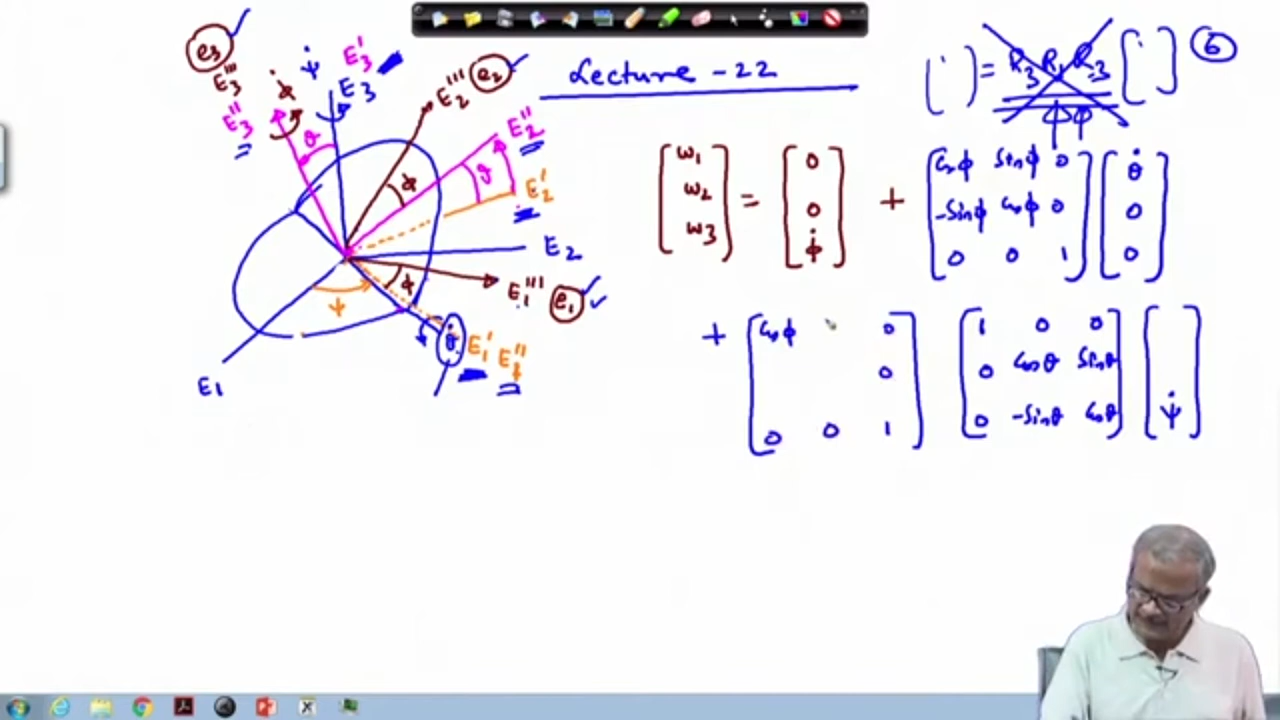 Lecture - 22
6
[ ] = R3 R1 R3 [ ]
e3
E3'''
E3''
φ̇
ψ̇
E3'
E3
θ
E2''' e2
E2''
θ
E2'
φ
E2
E1''' e1
φ
ψ
θ̇
E1' E1''
E1
[ω1 ω2 ω3] = [0 0 φ̇] + [cosφ sinφ 0; -sinφ cosφ 0; 0 0 1] [θ̇ 0 0]
+ [cosφ 0; 0; 0 0 1] [1 0 0; 0 cosθ sinθ; 0 -sinθ cosθ] [ψ̇]